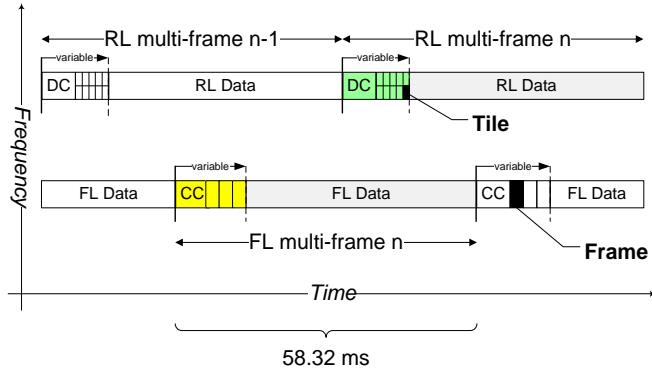 RL multi-frame n-1
RL multi-frame n
variable
variable
DC
RL Data
DC
RL Data
Tile
Frequency
variable
variable
FL Data
CC
FL Data
CC
FL Data
FL multi-frame n
Frame
Time
58.32 ms